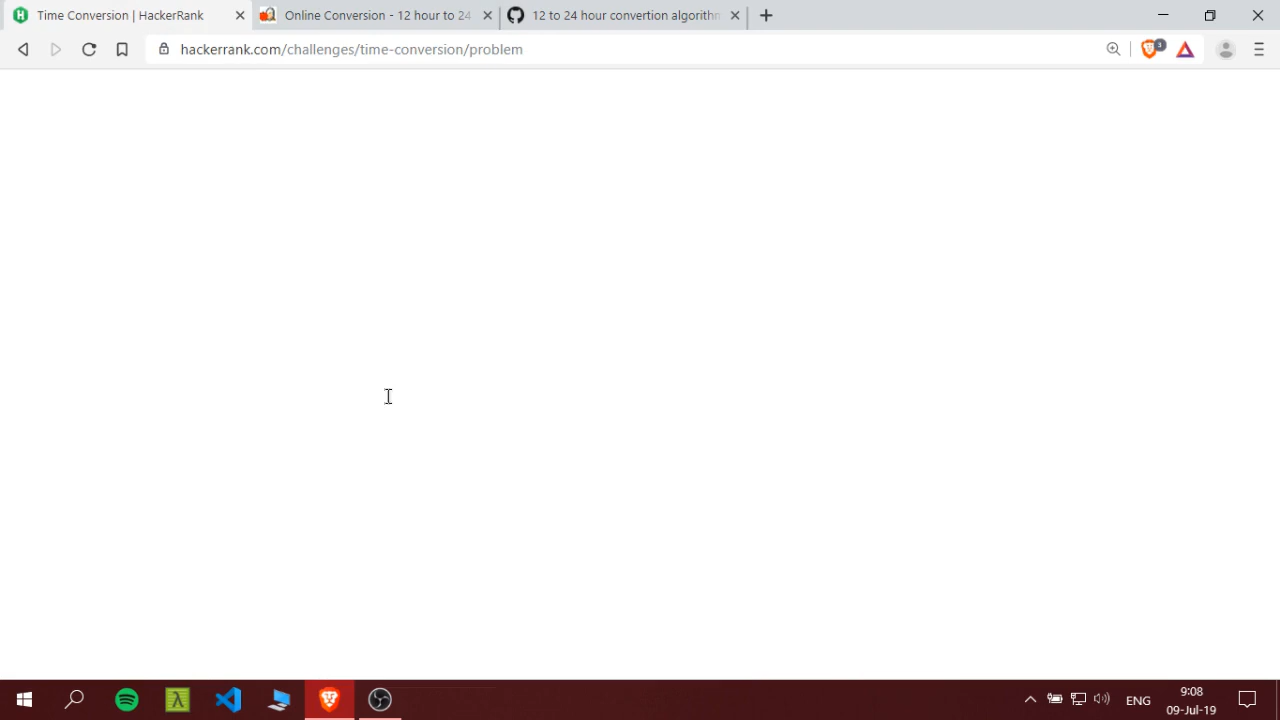 Time Conversion | HackerRank
Online Conversion - 12 hour to 24
12 to 24 hour convertion algorithm
hackerrank.com/challenges/time-conversion/problem
3
ENG
9:08
09-Jul-19